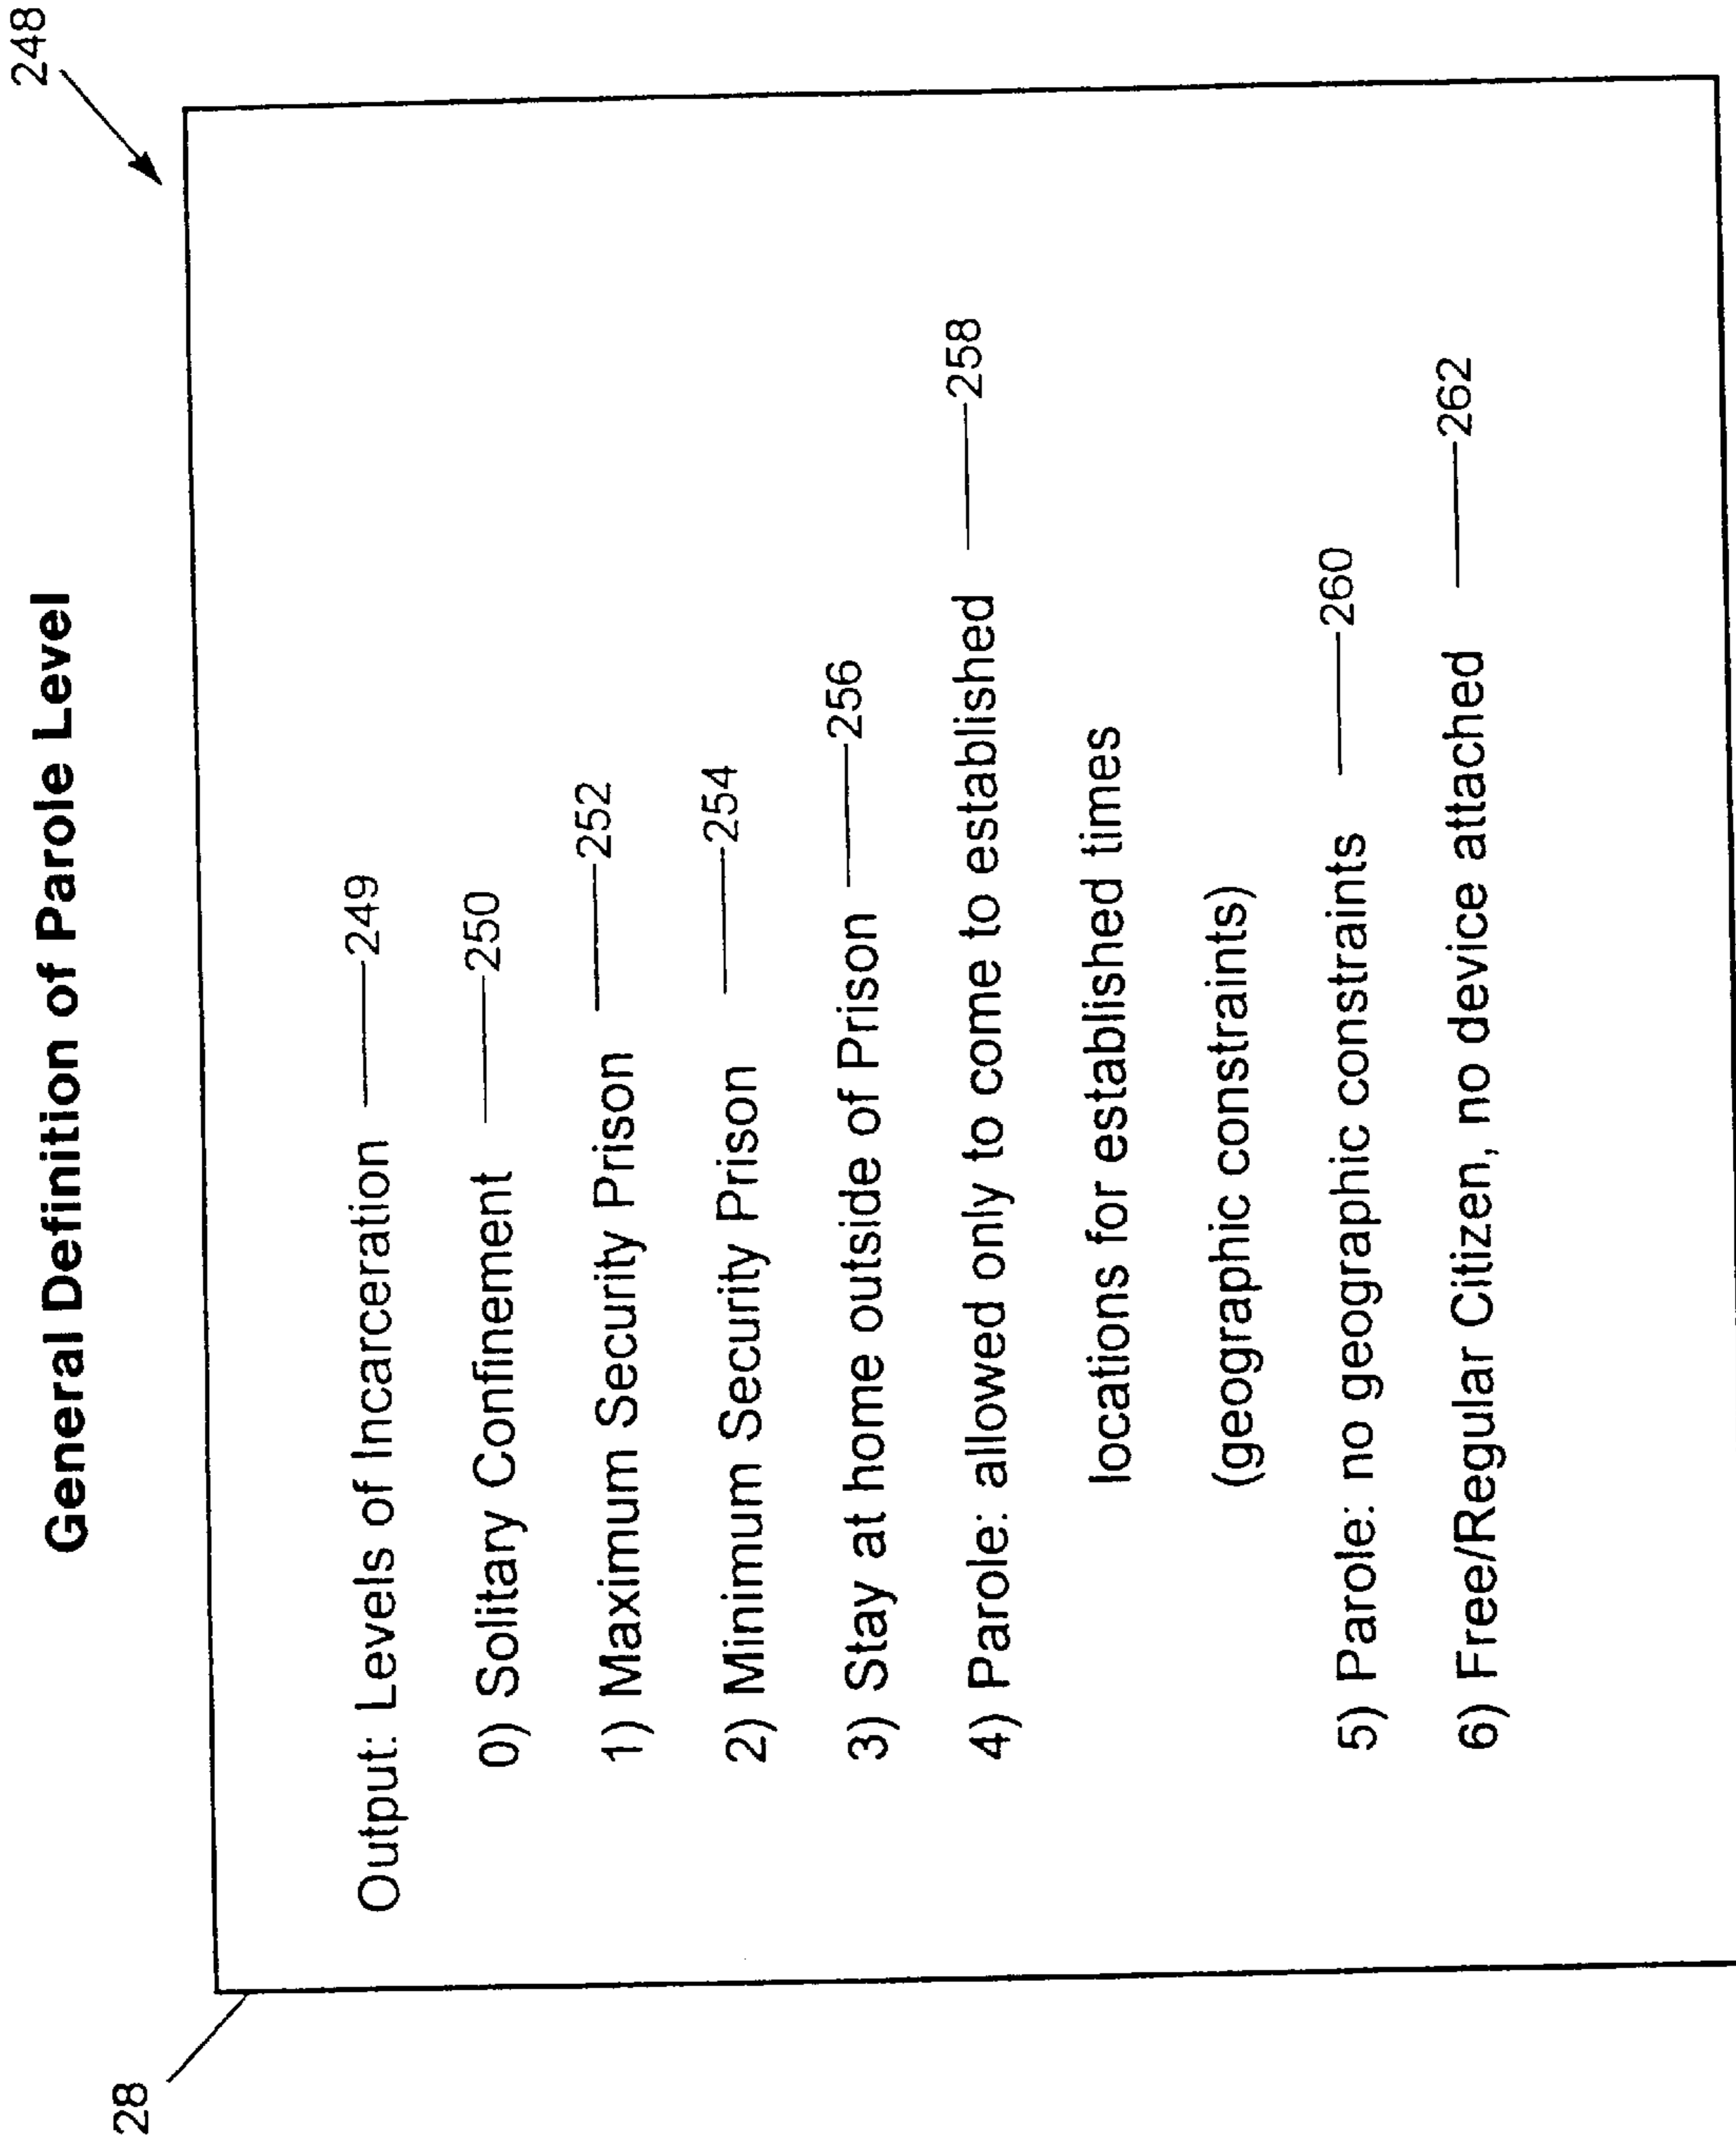 General Definition of Parole Level
248
28
Output: Levels of Incarceration 249
0) Solitary Confinement 250
1) Maximum Security Prison 252
2) Minimum Security Prison 254
3) Stay at home outside of Prison 256
4) Parole: allowed only to come to established 258
locations for established times
(geographic constraints)
5) Parole: no geographic constraints 260
6) Free/Regular Citizen, no device attached 262